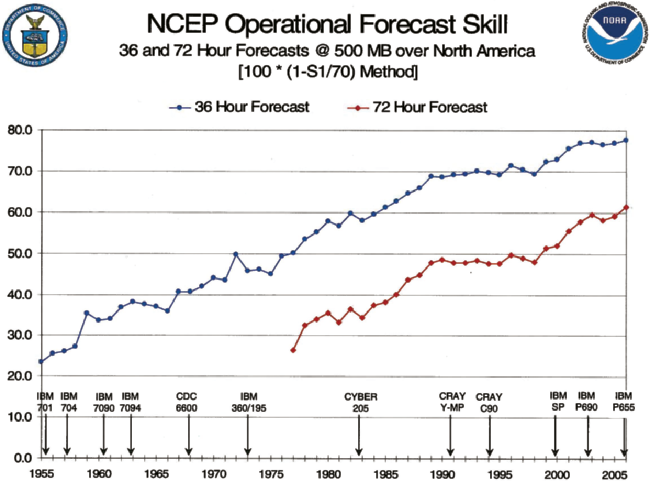 NCEP Operational Forecast Skill
36 and 72 Hour Forecasts @ 500 MB over North America
[100 * (1-S1/70) Method]
36 Hour Forecast 72 Hour Forecast
NOAA
80.0
70.0
60.0
50.0
40.0
30.0
20.0
10.0
0.0
IBM 701
IBM 704
IBM 7090
IBM 7094
CDC 6600
IBM 360/195
CYBER 205
CRAY Y-MP
CRAY C90
IBM SP
IBM P690
IBM P655
1955 1960 1965 1970 1975 1980 1985 1990 1995 2000 2005